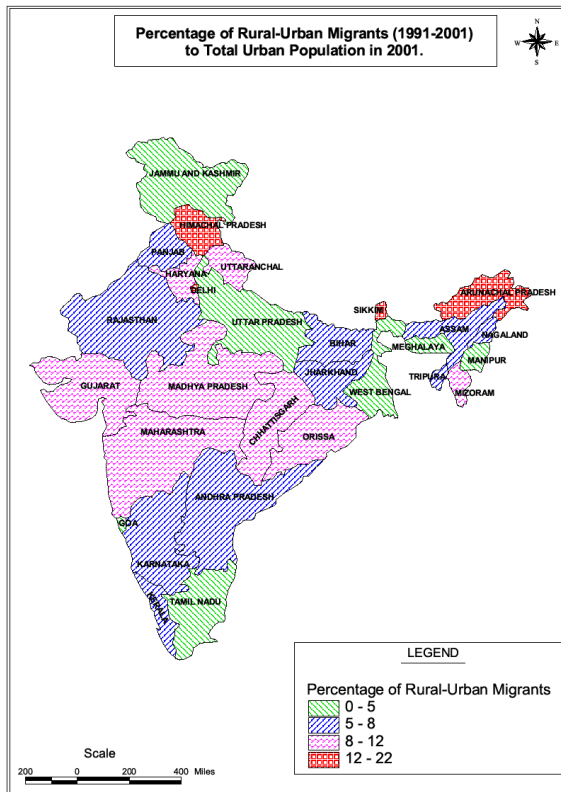 Percentage of Rural-Urban Migrants (1991-2001)
to Total Urban Population in 2001.
N
W E
S
JAMMU AND KASHMIR
HIMACHAL PRADESH
PANJAB
UTTARANCHAL
HARYANA
DELHI
ARUNACHAL PRADESH
SIKKIM
RAJASTHAN
UTTAR PRADESH
ASSAM
NAGALAND
BIHAR
MEGHALAYA
MANIPUR
JHARKHAND
TRIPURA
GUJARAT
MADHYA PRADESH
WEST BENGAL
MIZORAM
CHHATTISGARH
MAHARASHTRA
ORISSA
ANDHRA PRADESH
GOA
KARNATAKA
KERALA
TAMIL NADU
LEGEND
Percentage of Rural-Urban Migrants
0 - 5
5 - 8
8 - 12
12 - 22
Scale
200 0 200 400 Miles